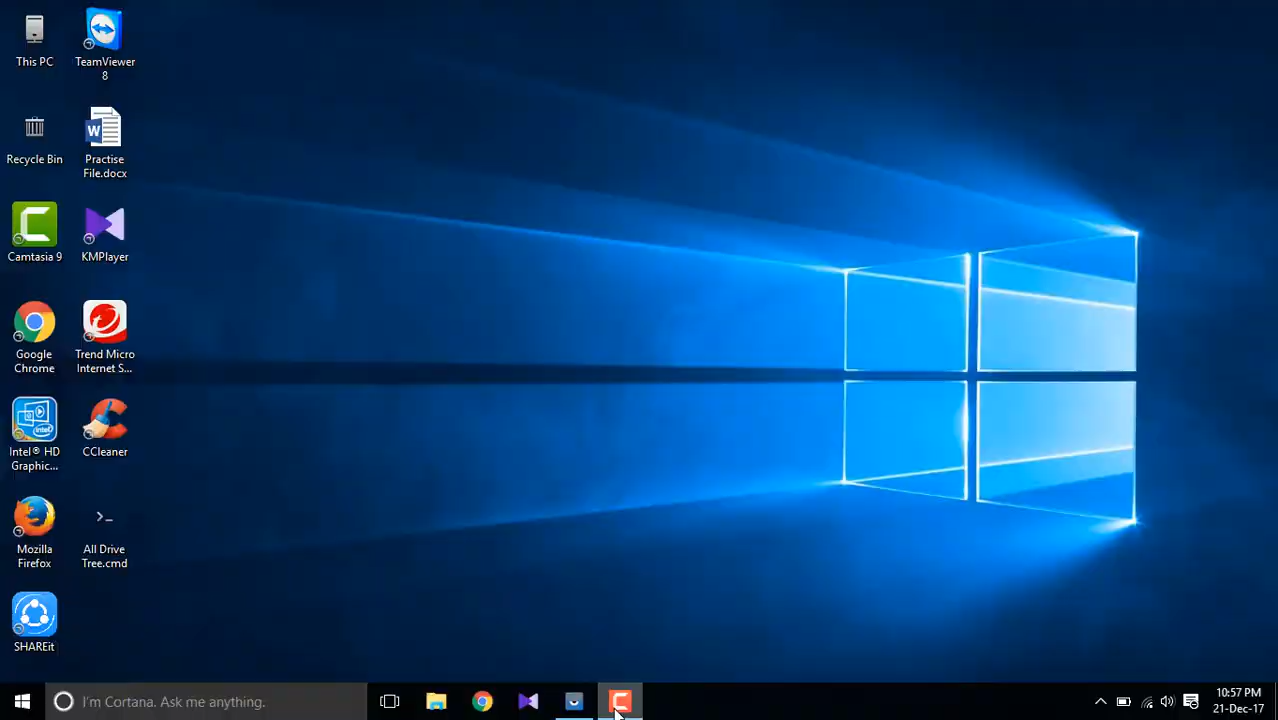 This PC
TeamViewer
8
Recycle Bin
Practise
File.docx
Camtasia 9
KMPlayer
Google
Chrome
Trend Micro
Internet S...
Intel® HD
Graphic...
CCleaner
Mozilla
Firefox
All Drive
Tree.cmd
SHAREit
I'm Cortana. Ask me anything.
10:57 PM
21-Dec-17